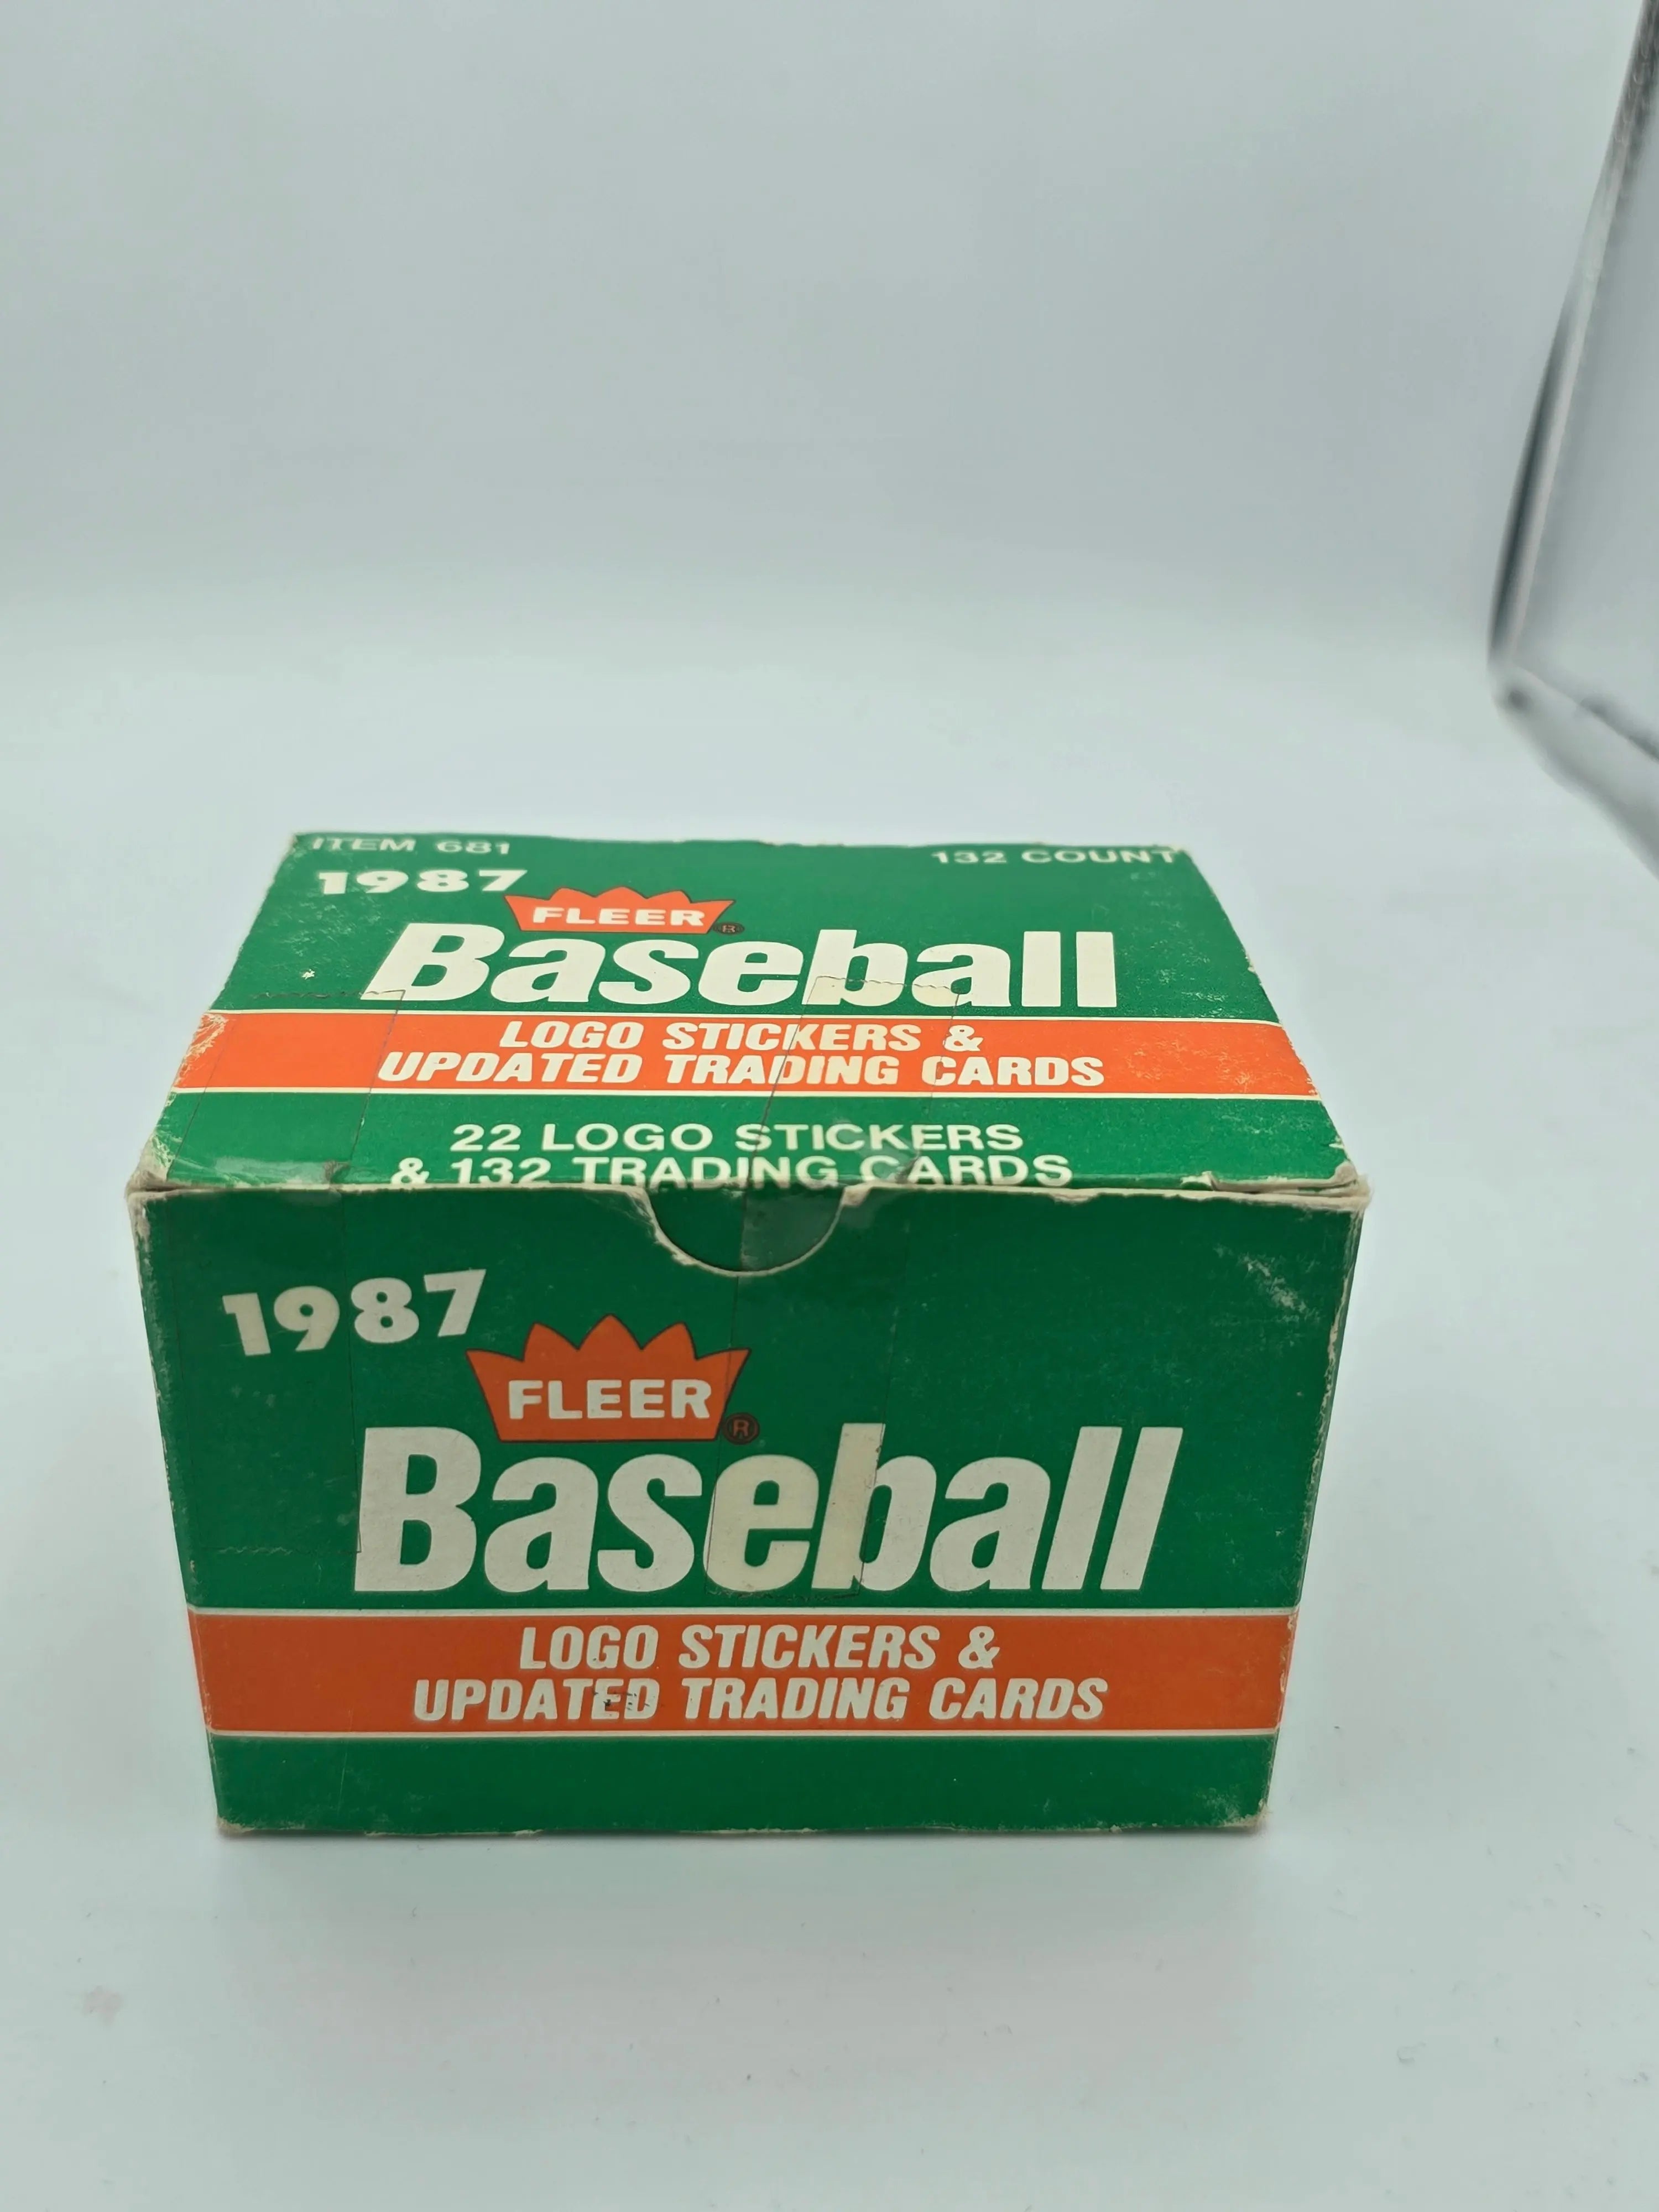 ITEM 681
132 COUNT
1987
FLEER ®
Baseball
LOGO STICKERS &
UPDATED TRADING CARDS
22 LOGO STICKERS
& 132 TRADING CARDS
1987
FLEER ®
Baseball
LOGO STICKERS &
UPDATED TRADING CARDS